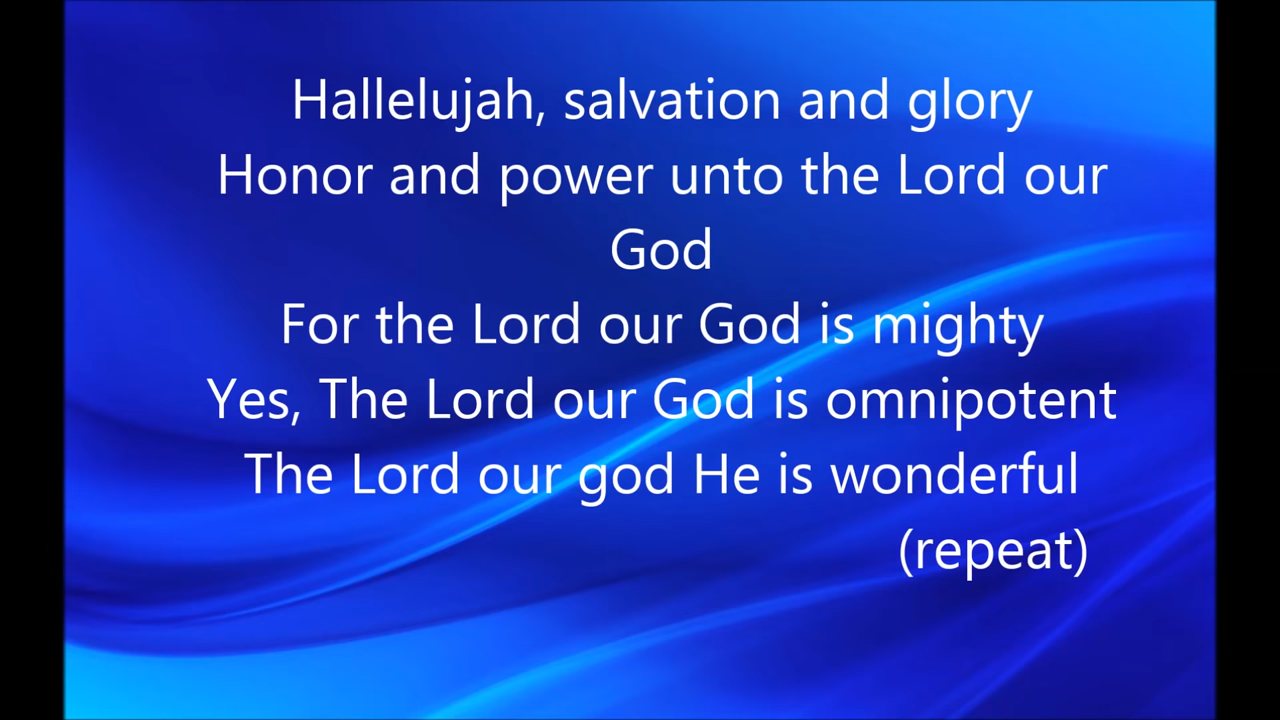 Hallelujah, salvation and glory
Honor and power unto the Lord our
God
For the Lord our God is mighty
Yes, The Lord our God is omnipotent
The Lord our god He is wonderful
(repeat)